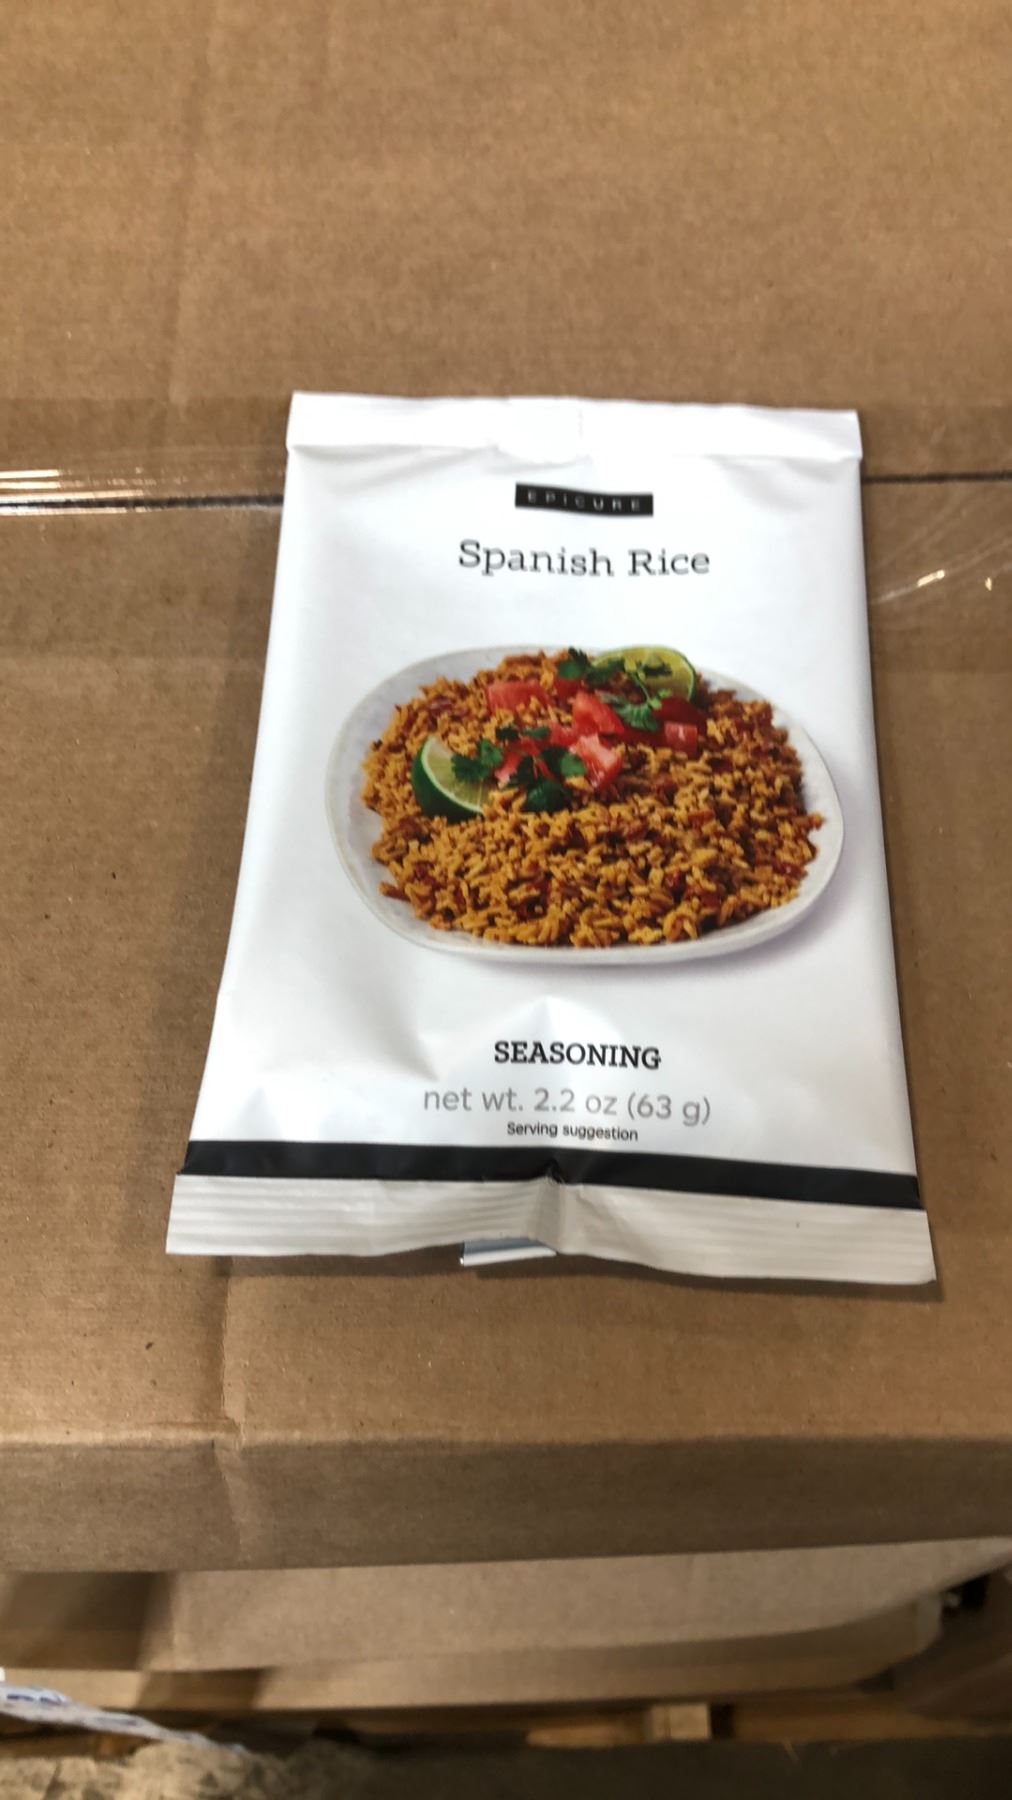 EPICURE
Spanish Rice
SEASONING
net wt. 2.2 oz (63 g)
Serving suggestion